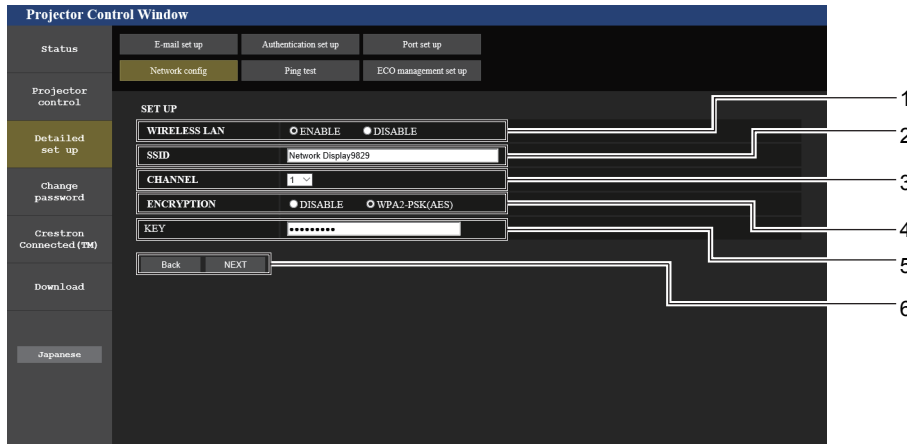 Projector Control Window
Status
E-mail set up
Authentication set up
Port set up
Network config
Ping test
ECO management set up
Projector
control
Detailed
set up
Change
password
Crestron
Connected(TM)
Download
Japanese
SET UP
WIRELESS LAN ENABLE DISABLE
SSID Network Display9829
CHANNEL 1
ENCRYPTION DISABLE WPA2-PSK(AES)
KEY •••••••••
Back NEXT
1
2
3
4
5
6